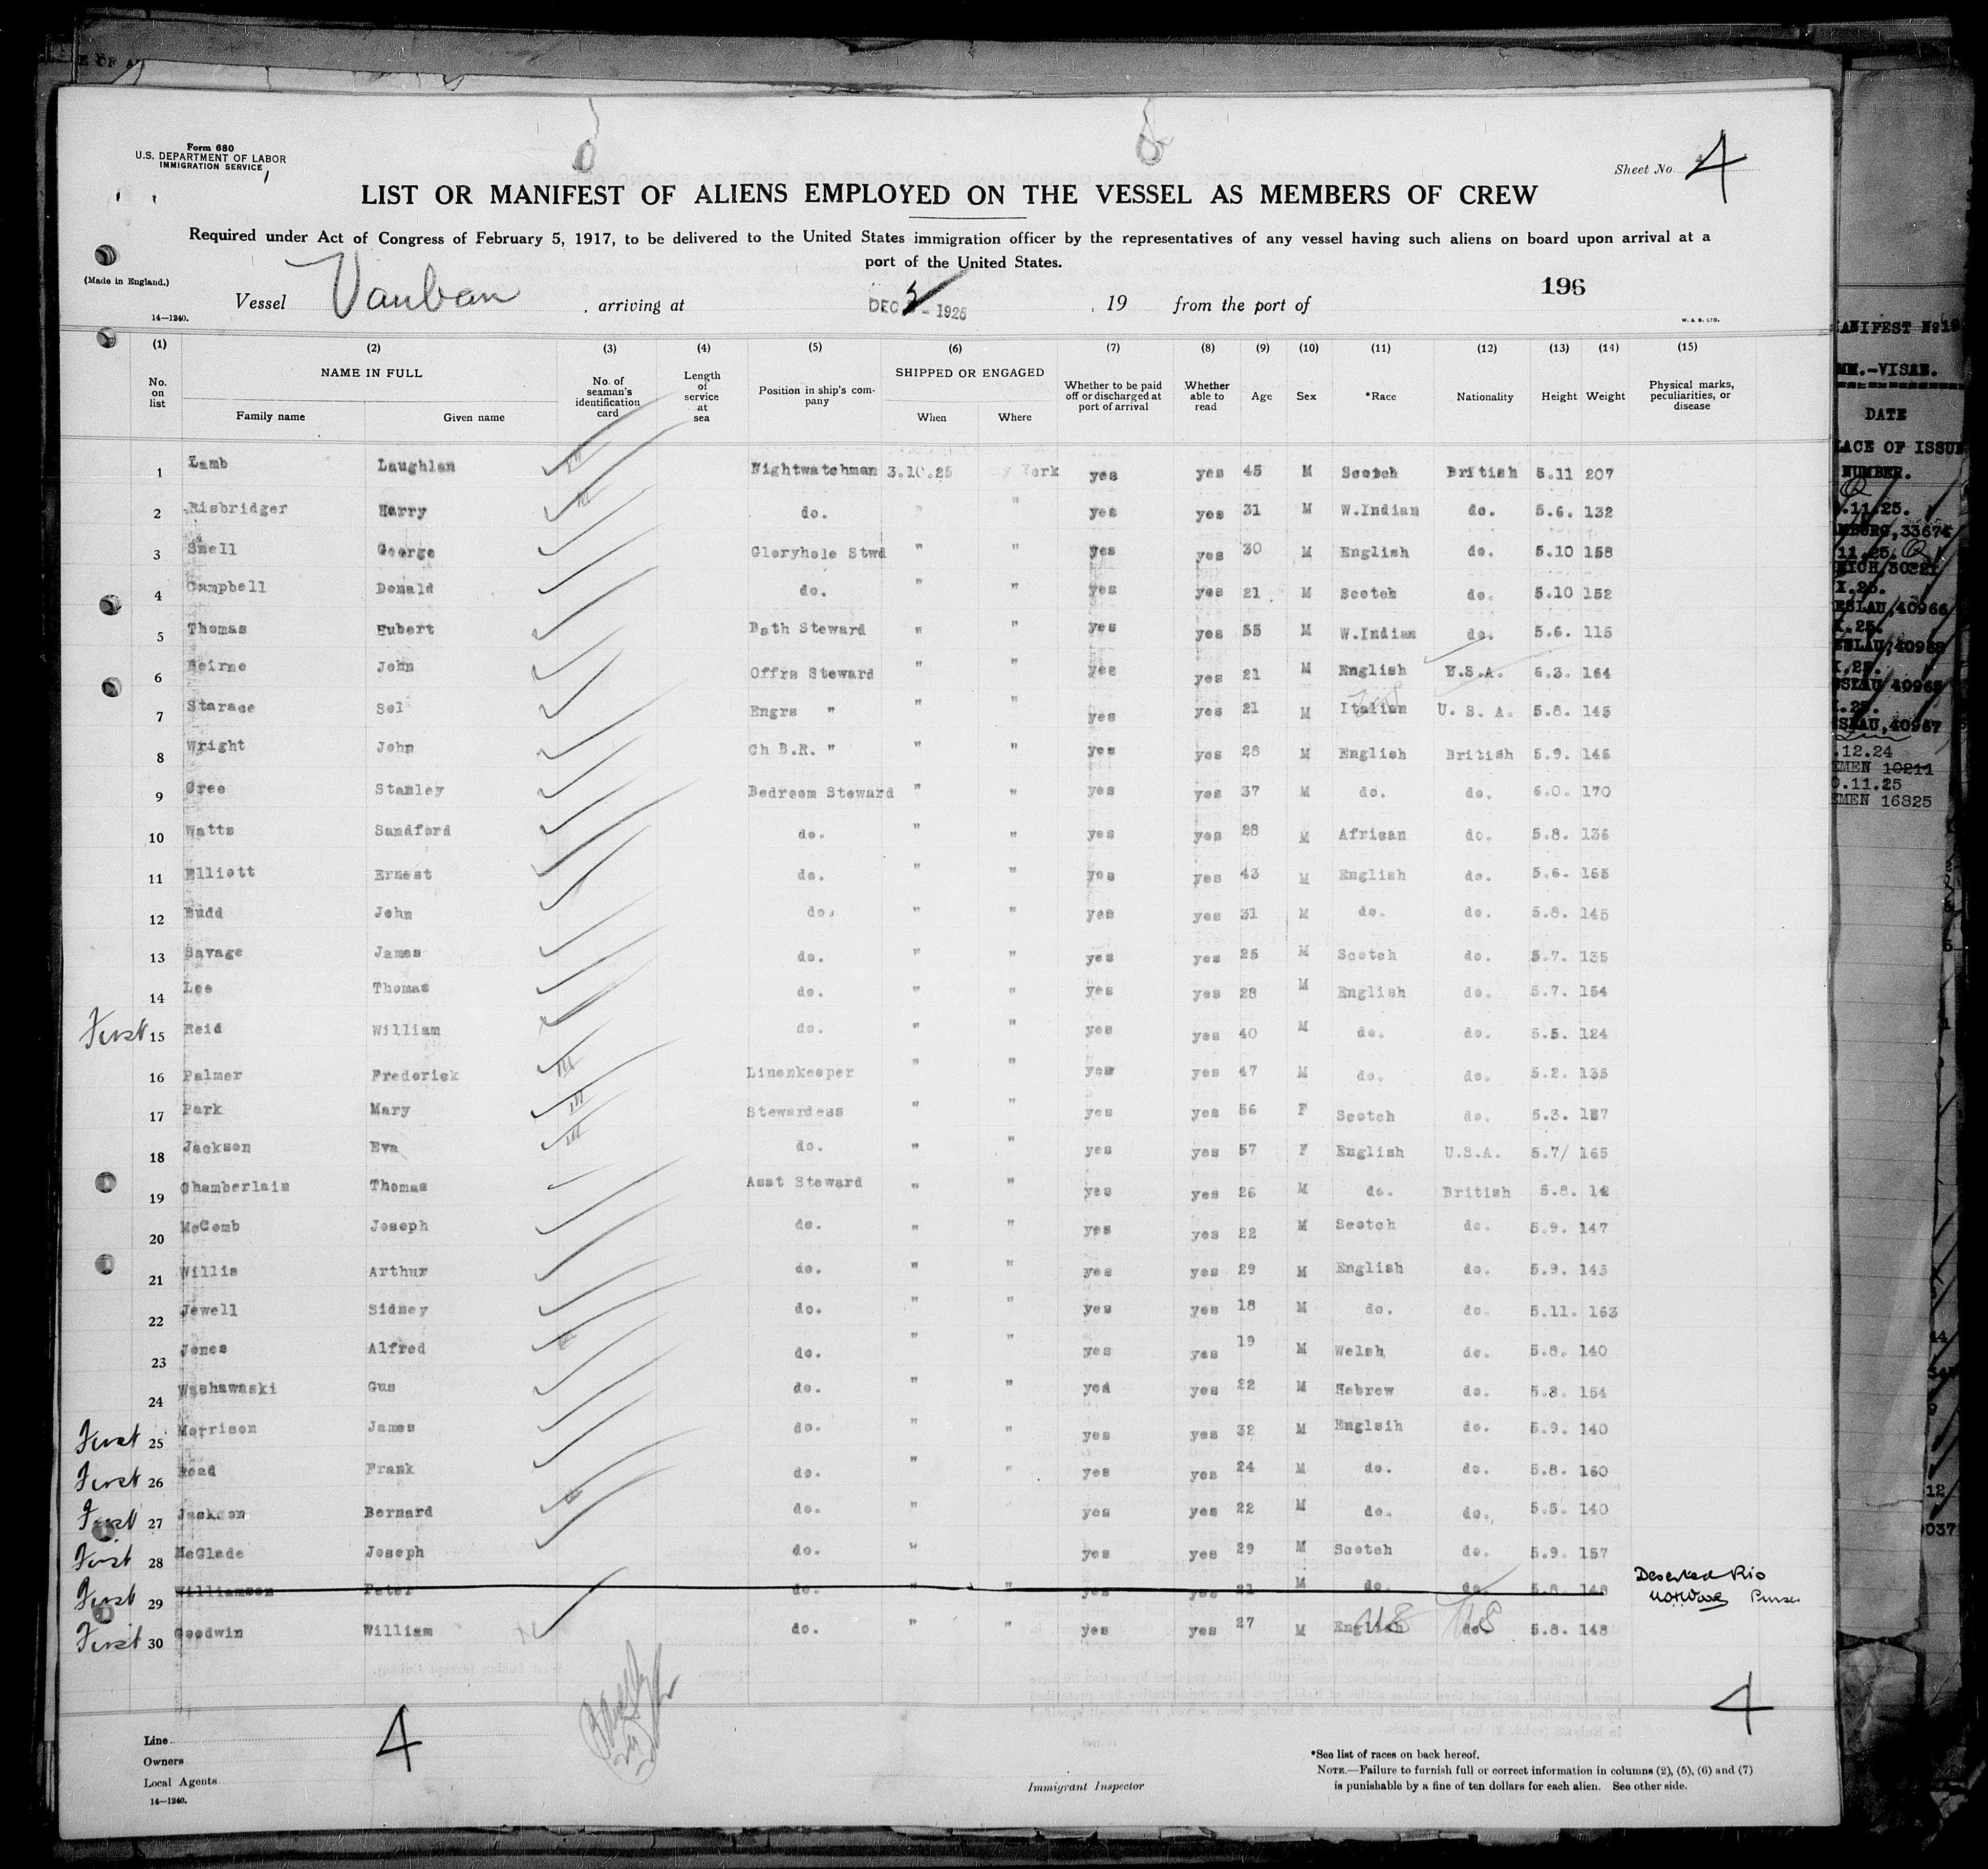 Form 680
U.S. DEPARTMENT OF LABOR
IMMIGRATION SERVICE
Sheet No 4
LIST OR MANIFEST OF ALIENS EMPLOYED ON THE VESSEL AS MEMBERS OF CREW
Required under Act of Congress of February 5, 1917, to be delivered to the United States immigration officer by the representatives of any vessel having such aliens on board upon arrival at a
port of the United States.
(Made in England.)
196
Vessel Vauban , arriving at DEC 5 - 1925 , 19 from the port of
14—1240.
W. & S. LTD.
(1) (2) (3) (4) (5) (6) (7) (8) (9) (10) (11) (12) (13) (14) (15)
No. on list NAME IN FULL Family name Given name No. of seaman's identification card Length of service at sea Position in ship's company SHIPPED OR ENGAGED When Where Whether to be paid off or discharged at port of arrival Whether able to read Age Sex *Race Nationality Height Weight Physical marks, peculiarities, or disease
1 Lamb Laughlan Nightwatchman 3.10.25 York yes yes 45 M Scotch British 5.11 207
2 Risbridger Harry do. " " yes yes 31 M W.Indian do. 5.6. 132
3 Snell George Gloryhole Stwd " " yes yes 30 M English do. 5.10 158
4 Campbell Donald do. " " yes yes 21 M Scotch do. 5.10 152
5 Thomas Hubert Bath Steward " " yes yes 55 M W.Indian do. 5.6. 115
6 Beirne John Offrs Steward " " yes yes 21 M English U.S.A. 6.3. 164
7 Starace Sol Engrs " " " yes yes 21 M Italian U. S. A. 5.8. 145
8 Wright John Ch B.R. " " " yes yes 28 M English British 5.9. 146
9 Cree Stanley Bedroom Steward " " yes yes 37 M do. do. 6.0. 170
10 Watts Sandford do. " " yes yes 28 M African do. 5.8. 136
11 Elliott Ernest do. " " yes yes 43 M English do. 5.6. 165
12 Budd John do. " " yes yes 31 M do. do. 5.8. 145
13 Savage James do. " " yes yes 25 M Scotch do. 5.7. 135
14 Lee Thomas do. " " yes yes 28 M English do. 5.7. 154
First 15 Reid William do. " " yes yes 40 M do. do. 5.5. 124
16 Palmer Frederick Linenkeeper " " yes yes 47 M do. do. 5.2. 135
17 Park Mary Stewardess " " yes yes 56 F Scotch do. 5.3.
18 Jackson Eva do. " " yes yes 57 F English U.S.A. 5.7/ 165
19 Chamberlain Thomas Asst Steward " " yes yes 26 M do. British 5.8.
20 McComb Joseph do. " " yes yes 22 M Scotch do. 5.9. 147
21 Willis Arthur do. " " yes yes 29 M English do. 5.9. 143
22 Jewell Sidney do. " " yes yes 18 M do. do. 5.11. 163
23 Jones Alfred do. " " yes yes 19 M Welsh do. 5.8. 140
24 Washawaski Gus do. " " yes yes 22 M Hebrew do. 5.8. 154
First 25 Morrison James do. " " yes yes 32 M Englsih do. 5.9. 140
First 26 Read Frank do. " " yes yes 24 M do. do. 5.8. 160
First 27 Jackson Bernard do. " yes yes 22 M do. do. 5.5. 140
First 28 McGlade Joseph do. " yes yes 29 M Scotch do. 5.9. 157
First 29 Williamson Peter do. " " yes yes 21 M do. do. 5.8. 148 Deserted Rio
Purser
First 30 Goodwin William do. " " yes yes 27 M English do. 5.8. 148
4
4
Line
Owners
Local Agents
14—1240.
Immigrant Inspector
*See list of races on back hereof.
NOTE.—Failure to furnish full or correct information in columns (2), (5), (6) and (7)
is punishable by a fine of ten dollars for each alien. See other side.
DATE
NUMBER.